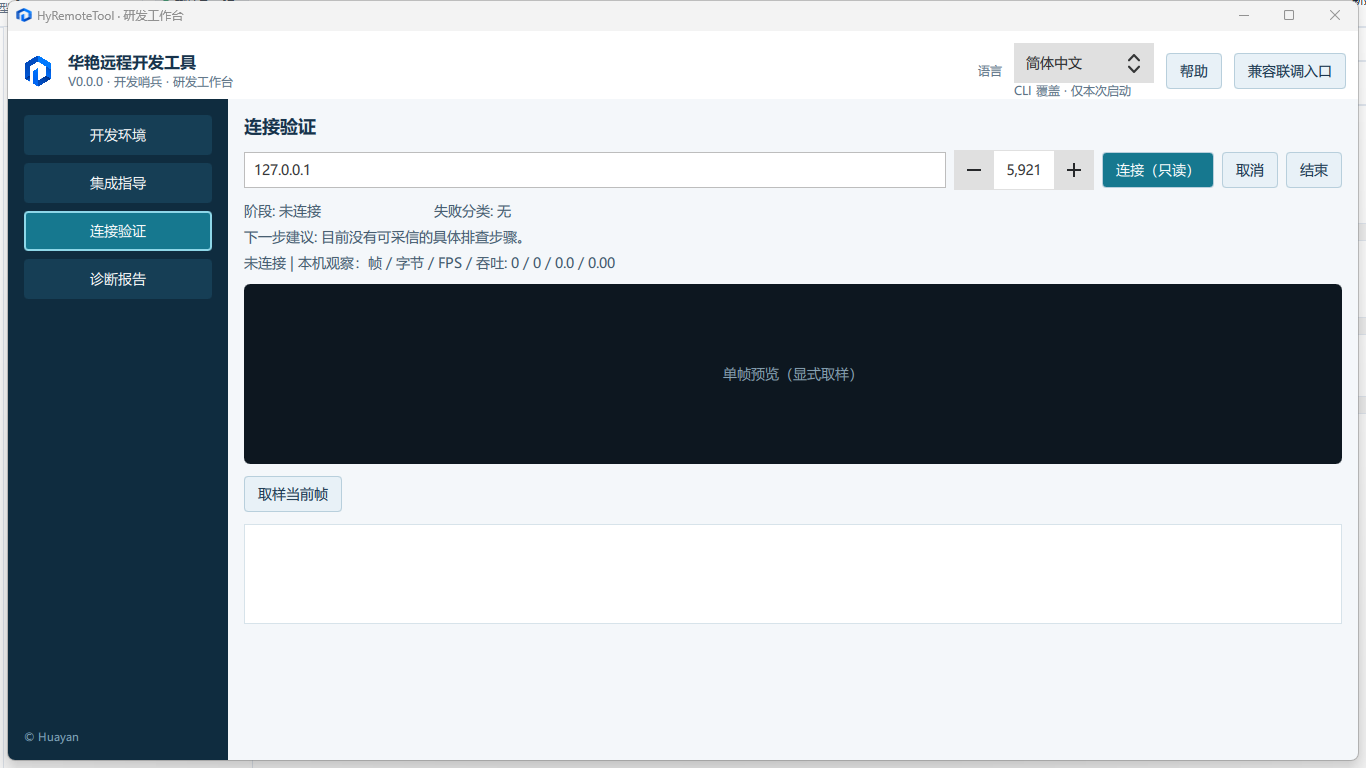 HyRemoteTool · 研发工作台
华艳远程开发工具
V0.0.0 · 开发哨兵 · 研发工作台
语言
简体中文
CLI 覆盖 · 仅本次启动
帮助
兼容联调入口
开发环境
集成指导
连接验证
诊断报告
© Huayan
连接验证
127.0.0.1
5,921
连接（只读）
取消
结束
阶段: 未连接
失败分类: 无
下一步建议: 目前没有可采信的具体排查步骤。
未连接 | 本机观察：帧 / 字节 / FPS / 吞吐: 0 / 0 / 0.0 / 0.00
单帧预览（显式取样）
取样当前帧